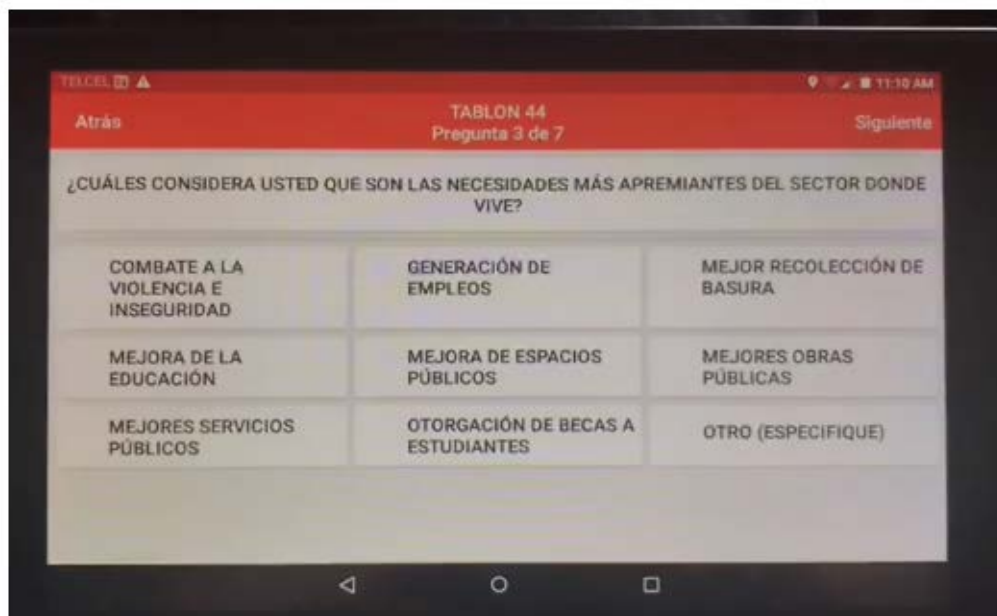 TELCEL
11:10 AM
Atrás
TABLON 44
Siguiente
Pregunta 3 de 7
¿CUÁLES CONSIDERA USTED QUE SON LAS NECESIDADES MÁS APREMIANTES DEL SECTOR DONDE
VIVE?
COMBATE A LA
VIOLENCIA E
INSEGURIDAD
GENERACIÓN DE
EMPLEOS
MEJOR RECOLECCIÓN DE
BASURA
MEJORA DE LA
EDUCACIÓN
MEJORA DE ESPACIOS
PÚBLICOS
MEJORES OBRAS
PÚBLICAS
MEJORES SERVICIOS
PÚBLICOS
OTORGACIÓN DE BECAS A
ESTUDIANTES
OTRO (ESPECIFIQUE)